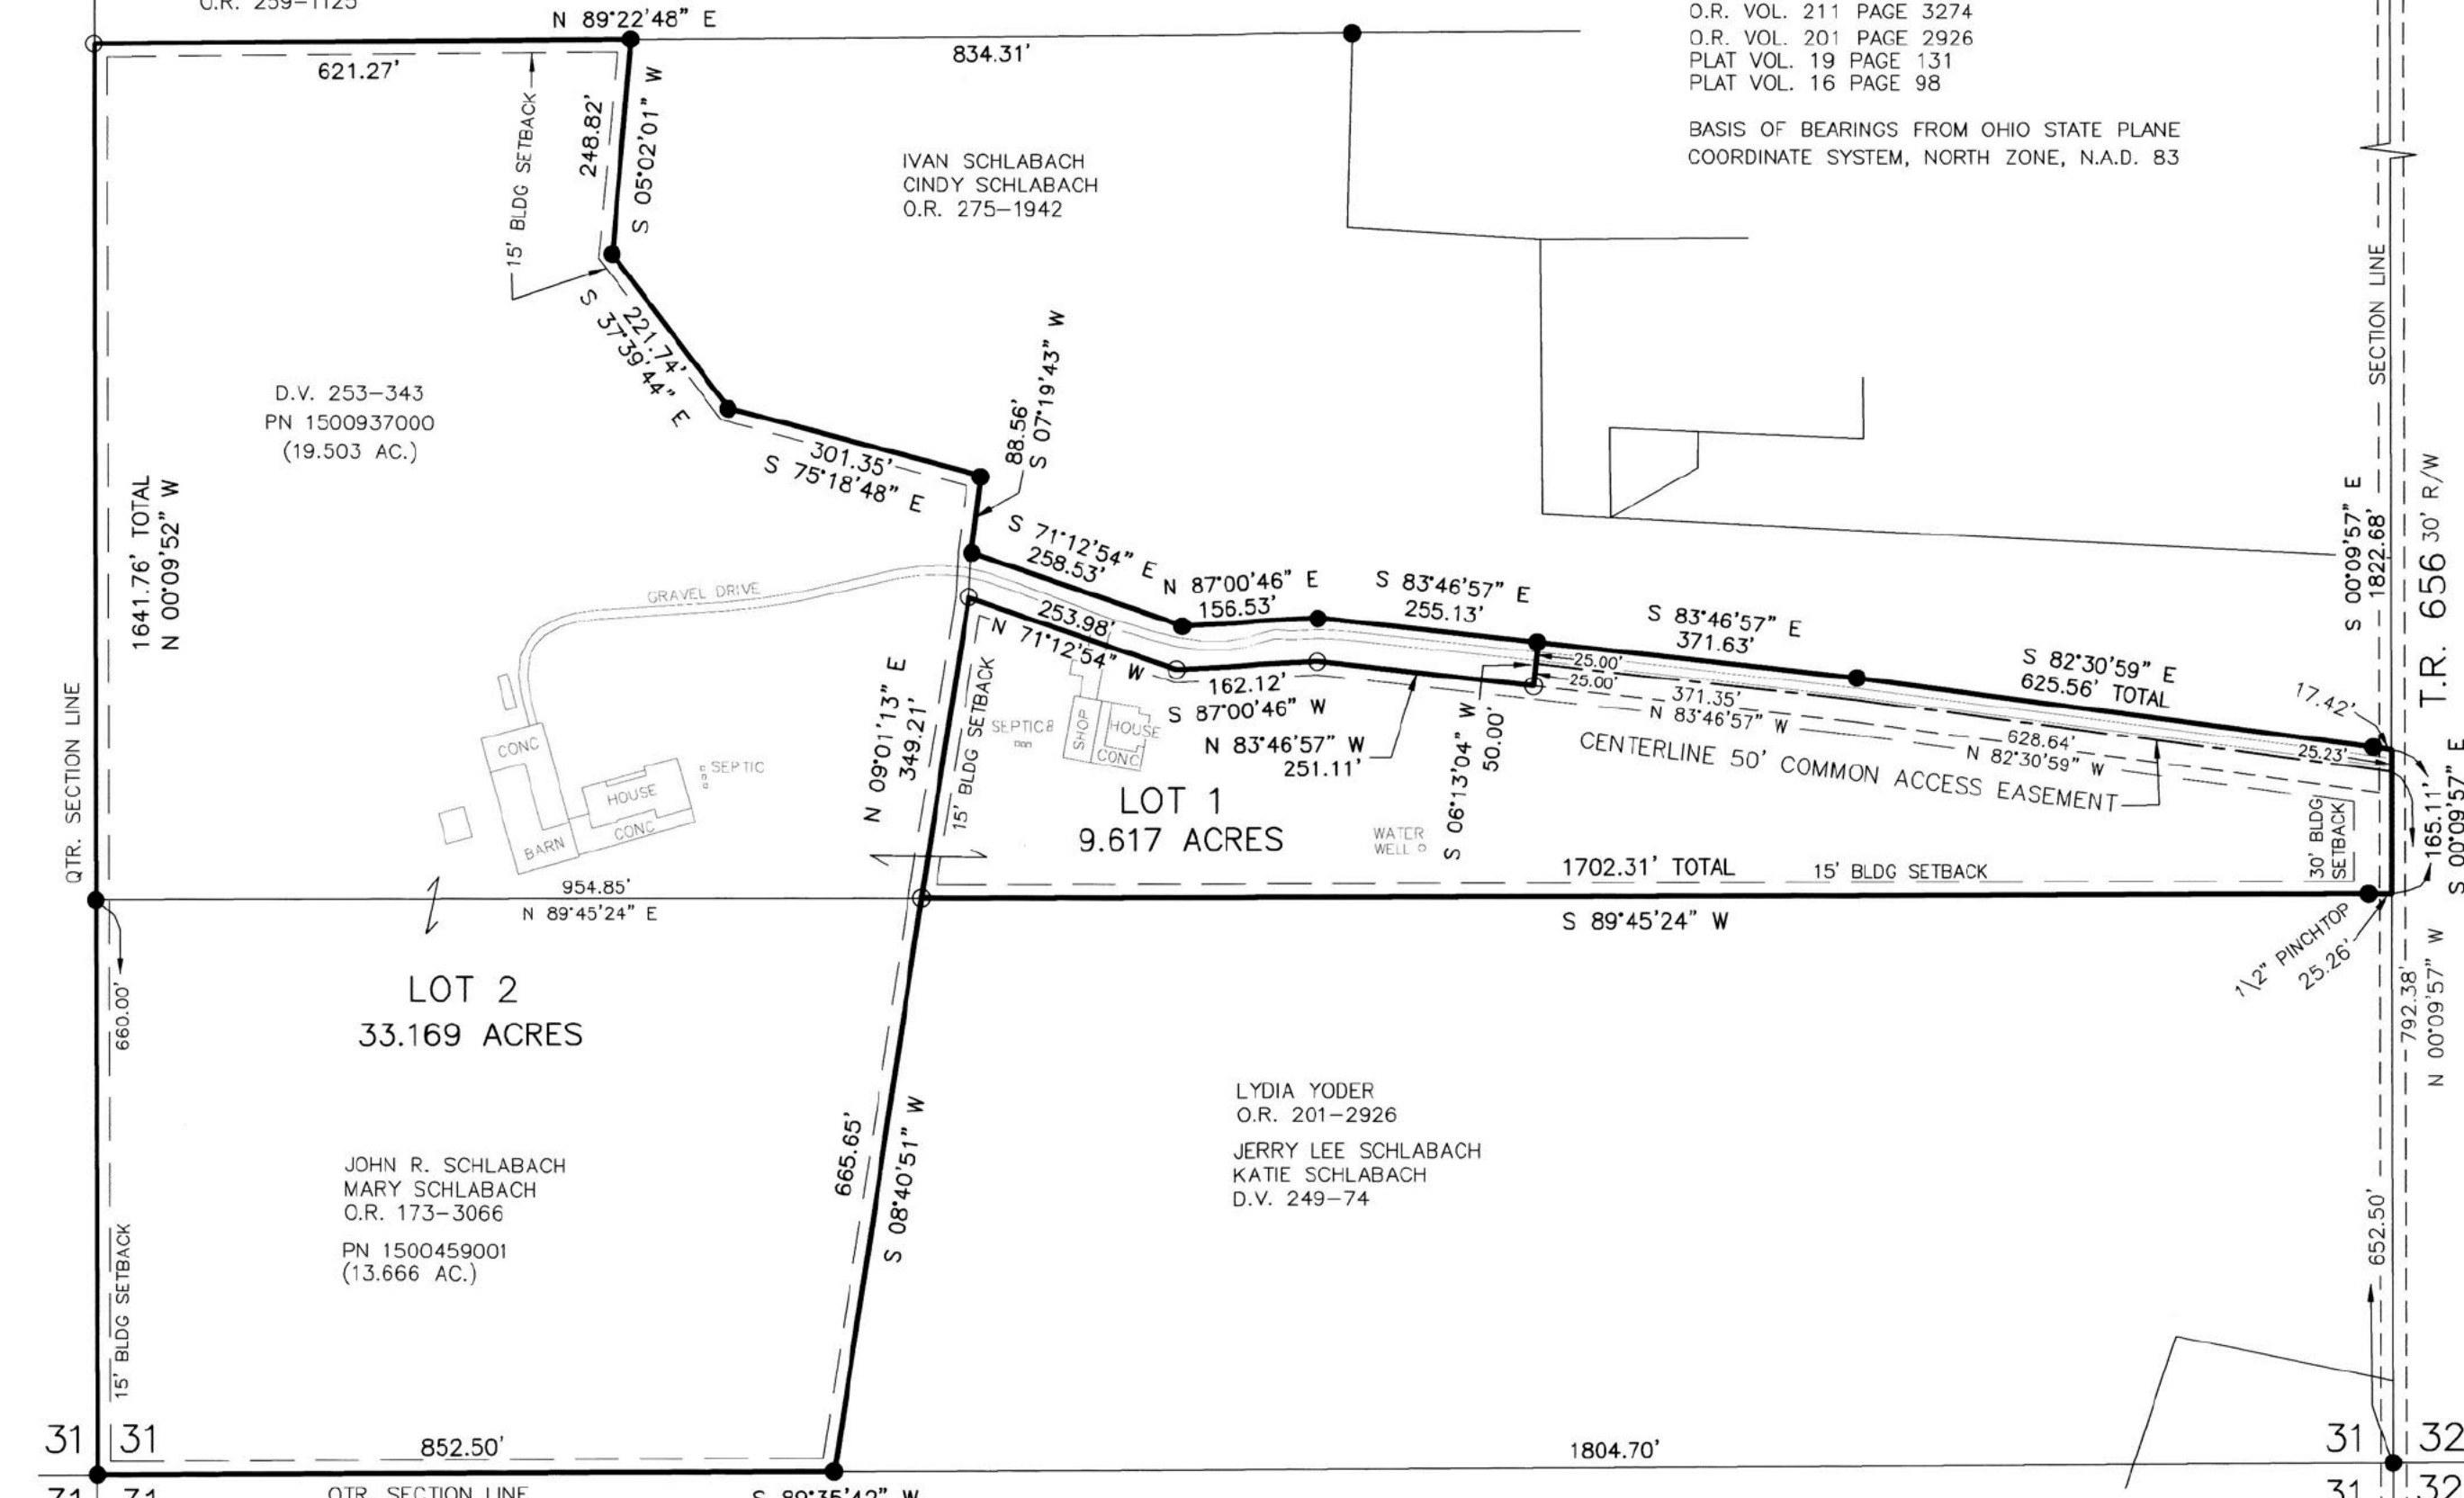 O.R. 259-1125
N 89°22'48" E
621.27'
834.31'
O.R. VOL. 211 PAGE 3274
O.R. VOL. 201 PAGE 2926
PLAT VOL. 19 PAGE 131
PLAT VOL. 16 PAGE 98
BASIS OF BEARINGS FROM OHIO STATE PLANE
COORDINATE SYSTEM, NORTH ZONE, N.A.D. 83
15' BLDG SETBACK
248.82'
S 05°02'01" W
IVAN SCHLABACH
CINDY SCHLABACH
O.R. 275-1942
221.74'
S 37°39'44" E
D.V. 253-343
PN 1500937000
(19.503 AC.)
301.35'
S 75°18'48" E
88.56'
S 07°19'43" W
1641.76' TOTAL
N 00°09'52" W
SECTION LINE
S 00°09'57" E
1822.68'
T.R. 656 30' R/W
S 71°12'54" E
258.53'
N 87°00'46" E
156.53'
S 83°46'57" E
255.13'
S 83°46'57" E
371.63'
S 82°30'59" E
625.56' TOTAL
17.42'
GRAVEL DRIVE
253.98'
N 71°12'54" W
162.12'
S 87°00'46" W
N 83°46'57" W
251.11'
25.00'
25.00'
S 06°13'04" W
50.00'
371.35'
N 83°46'57" W
628.64'
N 82°30'59" W
25.23'
CENTERLINE 50' COMMON ACCESS EASEMENT
QTR. SECTION LINE
CONC
BARN
HOUSE
CONC
SEPTIC
N 09°01'13" E
349.21'
15' BLDG SETBACK
SEPTIC8
SHOP
HOUSE
CONC
LOT 1
9.617 ACRES
WATER
WELL
30' BLDG
SETBACK
165.11'
S 00°09'57" E
1702.31' TOTAL
15' BLDG SETBACK
S 89°45'24" W
954.85'
N 89°45'24" E
1\2" PINCHTOP
25.26'
792.38'
N 00°09'57" W
660.00'
LOT 2
33.169 ACRES
665.65'
S 08°40'51" W
LYDIA YODER
O.R. 201-2926
JERRY LEE SCHLABACH
KATIE SCHLABACH
D.V. 249-74
JOHN R. SCHLABACH
MARY SCHLABACH
O.R. 173-3066
PN 1500459001
(13.666 AC.)
15' BLDG SETBACK
652.50'
31 31
852.50'
1804.70'
31 32
31 31
QTR. SECTION LINE
S 89°35'42" W
31 32